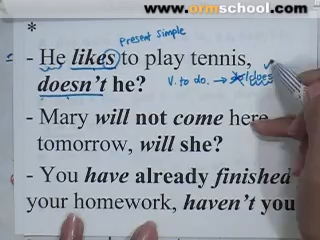 www.ormschool.com
*
present simple
- He likes to play tennis,
doesn't he?
V. to do. → do/does
- Mary will not come here
tomorrow, will she?
- You have already finished
your homework, haven't you